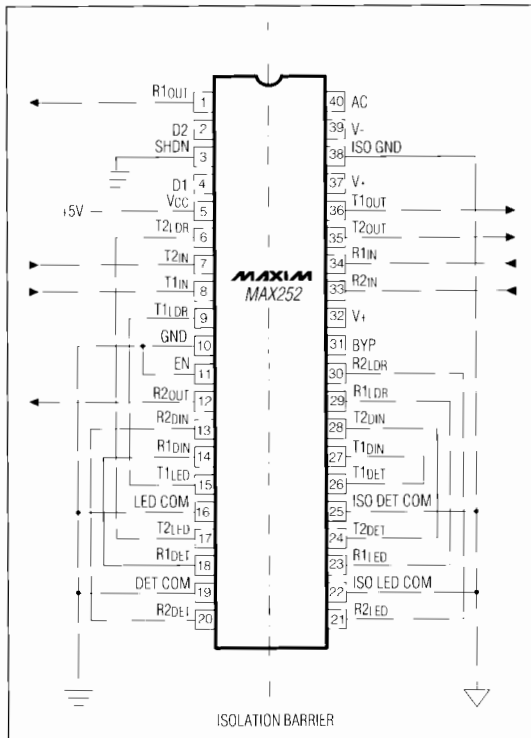 R1OUT 1 40 AC
D2 2 39 V-
SHDN 3 38 ISO GND
D1 4 37 V+
+5V VCC 5 36 T1OUT
T2LDR 6 35 T2OUT
T2IN 7 34 R1IN
T1IN 8 33 R2IN
MAXIM
MAX252
T1LDR 9 32 V+
GND 10 31 BYP
EN 11 30 R2LDR
R2OUT 12 29 R1LDR
R2DIN 13 28 T2DIN
R1DIN 14 27 T1DIN
T1LED 15 26 T1DET
LED COM 16 25 ISO DET COM
T2LED 17 24 T2DET
R1DET 18 23 R1LED
DET COM 19 22 ISO LED COM
R2DET 20 21 R2LED
ISOLATION BARRIER